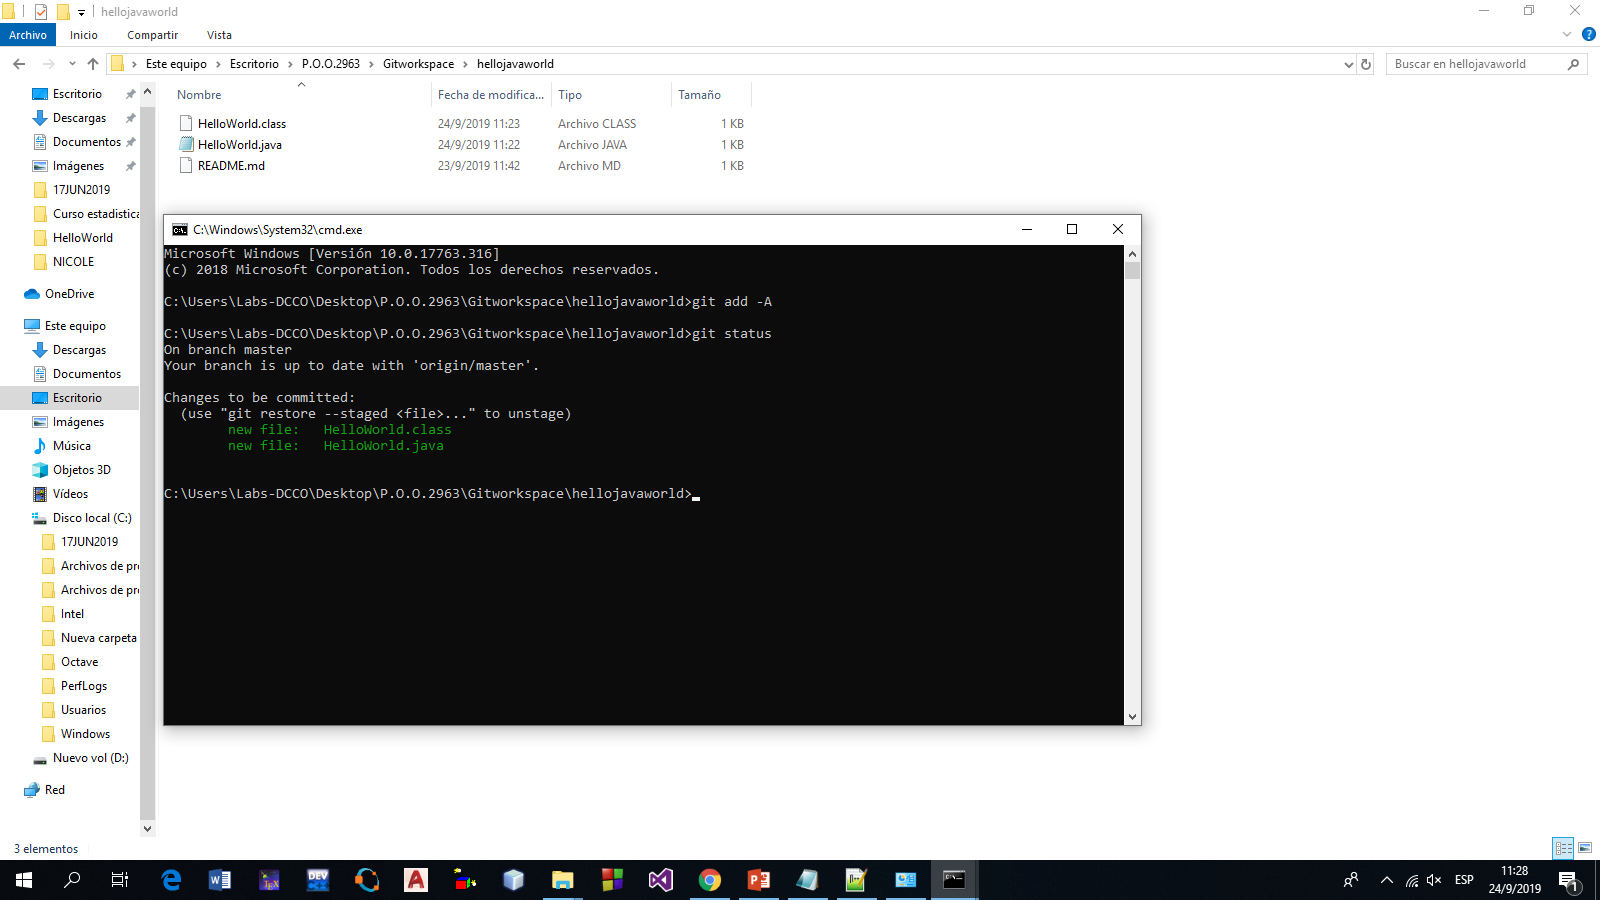 hellojavaworld
Archivo Inicio Compartir Vista
Este equipo Escritorio P.O.O.2963 Gitworkspace hellojavaworld
Buscar en hellojavaworld
Escritorio
Descargas
Documentos
Imágenes
17JUN2019
Curso estadistica
HelloWorld
NICOLE
OneDrive
Este equipo
Descargas
Documentos
Escritorio
Imágenes
Música
Objetos 3D
Vídeos
Disco local (C:)
17JUN2019
Archivos de pr
Archivos de pr
Intel
Nueva carpeta
Octave
PerfLogs
Usuarios
Windows
Nuevo vol (D:)
Red
Nombre Fecha de modifica... Tipo Tamaño
HelloWorld.class 24/9/2019 11:23 Archivo CLASS 1 KB
HelloWorld.java 24/9/2019 11:22 Archivo JAVA 1 KB
README.md 23/9/2019 11:42 Archivo MD 1 KB
C:\Windows\System32\cmd.exe
Microsoft Windows [Versión 10.0.17763.316]
(c) 2018 Microsoft Corporation. Todos los derechos reservados.
C:\Users\Labs-DCCO\Desktop\P.O.O.2963\Gitworkspace\hellojavaworld>git add -A
C:\Users\Labs-DCCO\Desktop\P.O.O.2963\Gitworkspace\hellojavaworld>git status
On branch master
Your branch is up to date with 'origin/master'.
Changes to be committed:
(use "git restore --staged <file>..." to unstage)
new file: HelloWorld.class
new file: HelloWorld.java
C:\Users\Labs-DCCO\Desktop\P.O.O.2963\Gitworkspace\hellojavaworld>
3 elementos
ESP
11:28
24/9/2019
1